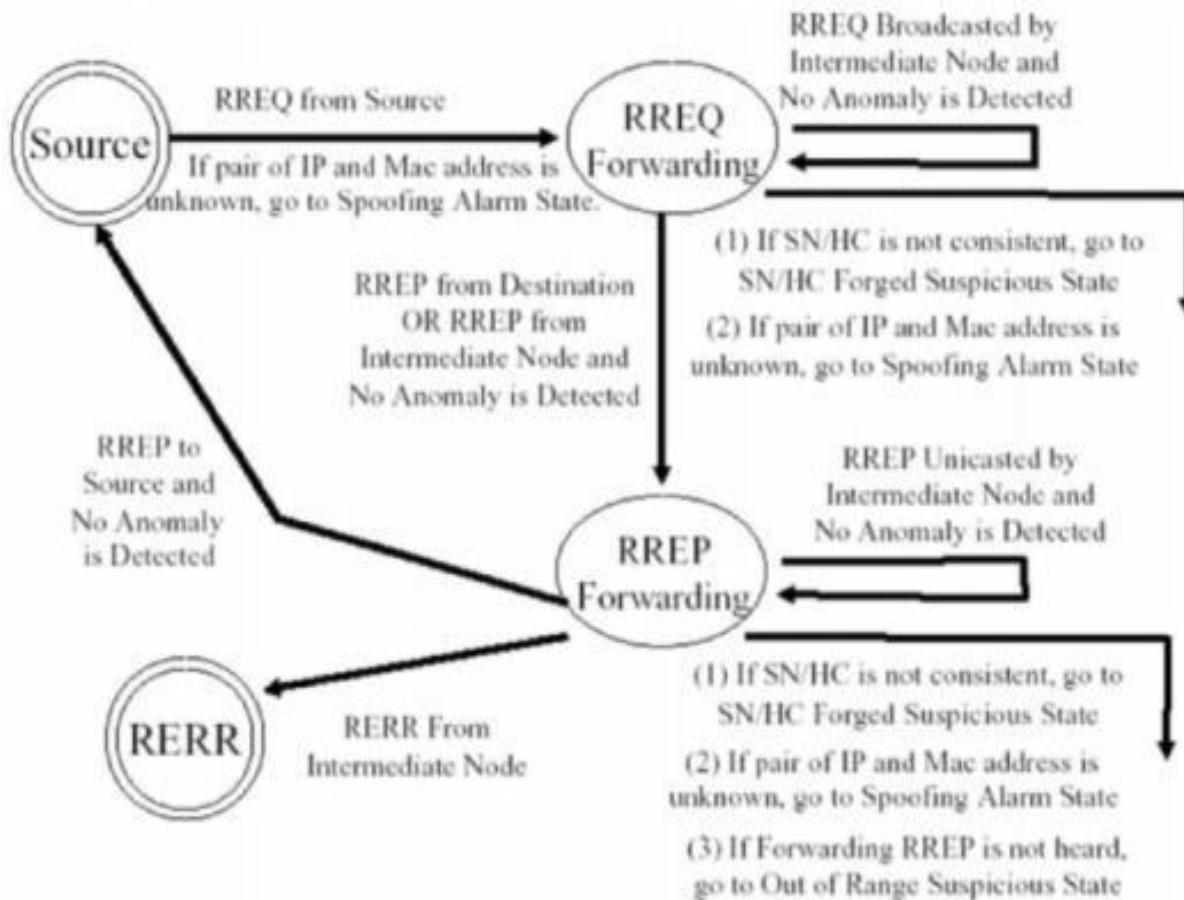 RREQ Broadcasted by
Intermediate Node and
No Anomaly is Detected
RREQ from Source
Source
RREQ
Forwarding
If pair of IP and Mac address is
unknown, go to Spoofing Alarm State.
(1) If SN/HC is not consistent, go to
SN/HC Forged Suspicious State
(2) If pair of IP and Mac address is
unknown, go to Spoofing Alarm State
RREP from Destination
OR RREP from
Intermediate Node and
No Anomaly is Detected
RREP to
Source and
No Anomaly
is Detected
RREP Unicasted by
Intermediate Node and
No Anomaly is Detected
RREP
Forwarding
RERR
RERR From
Intermediate Node
(1) If SN/HC is not consistent, go to
SN/HC Forged Suspicious State
(2) If pair of IP and Mac address is
unknown, go to Spoofing Alarm State
(3) If Forwarding RREP is not heard,
go to Out of Range Suspicious State